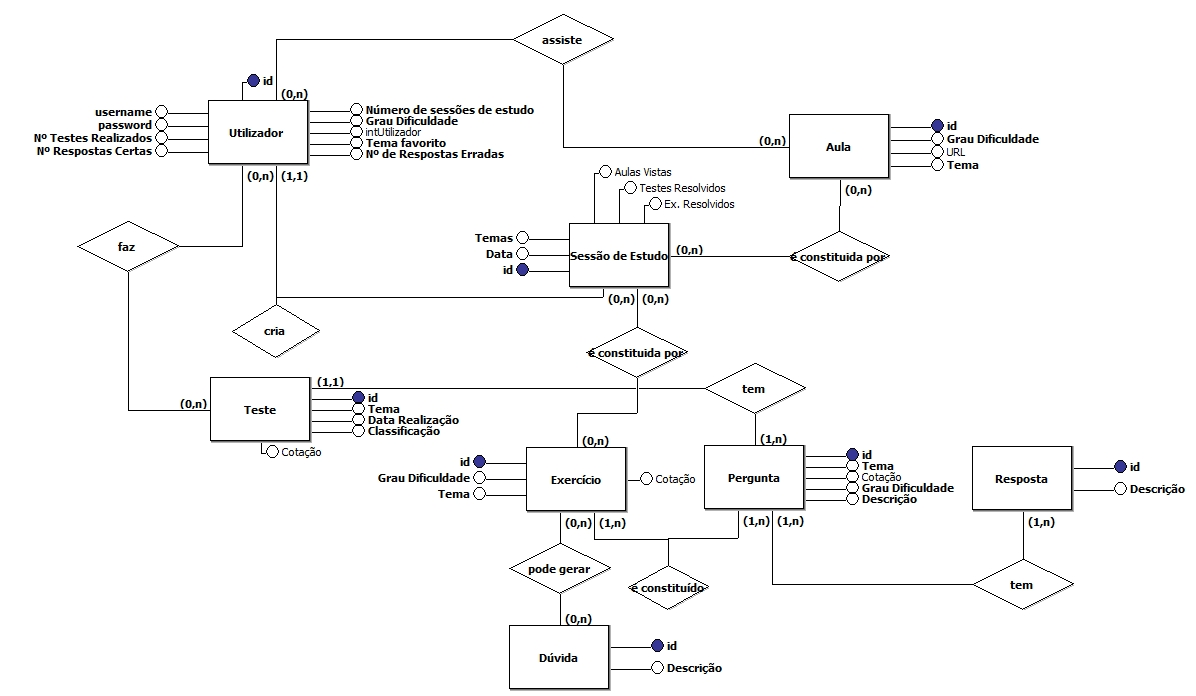 assiste
id
(0,n)
username
password
Nº Testes Realizados
Nº Respostas Certas
Utilizador
Número de sessões de estudo
Grau Dificuldade
intUtilizador
Tema favorito
Nº de Respostas Erradas
(0,n)
(1,1)
(0,n)
Aula
id
Grau Dificuldade
URL
Tema
(0,n)
Aulas Vistas
Testes Resolvidos
Ex. Resolvidos
Temas
Data
id
Sessão de Estudo
(0,n)
é constituida por
(0,n)
(0,n)
faz
cria
é constituida por
(0,n)
Teste
(1,1)
id
Tema
Data Realização
Classificação
Cotação
tem
(0,n)
(1,n)
id
Grau Dificuldade
Tema
Exercício
Cotação
Pergunta
id
Tema
Cotação
Grau Dificuldade
Descrição
Resposta
id
Descrição
(0,n)
(1,n)
(1,n)
(1,n)
(1,n)
pode gerar
é constituído
tem
(0,n)
Dúvida
id
Descrição